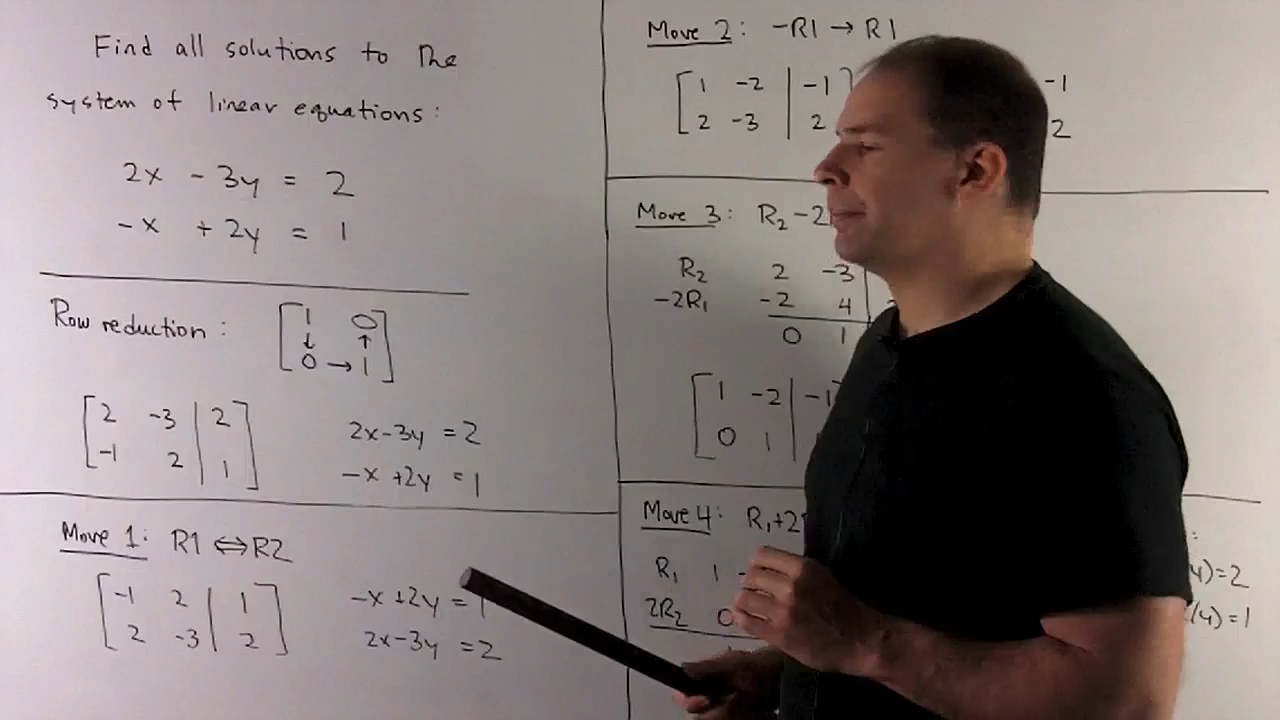 Find all solutions to the
system of linear equations:
2x - 3y = 2
-x + 2y = 1
Row reduction:
[ 1 0 ]
↓ ↑
[ 0 → 1 ]
[ 2 -3 | 2 ] 2x-3y = 2
[ -1 2 | 1 ] -x +2y = 1
Move 1: R1 ⇔ R2
[ -1 2 | 1 ] -x +2y = 1
[ 2 -3 | 2 ] 2x-3y = 2
Move 2: -R1 → R1
[ 1 -2 | -1 ] -1
[ 2 -3 | 2 2
Move 3: R₂ -2
R₂ 2 -3
-2R₁ -2 4
0 1
[ 1 -2 | -1
[ 0 1 |
Move 4: R₁+2
R₁ 1 -
2R₂ 0
4)=2
(4)=1